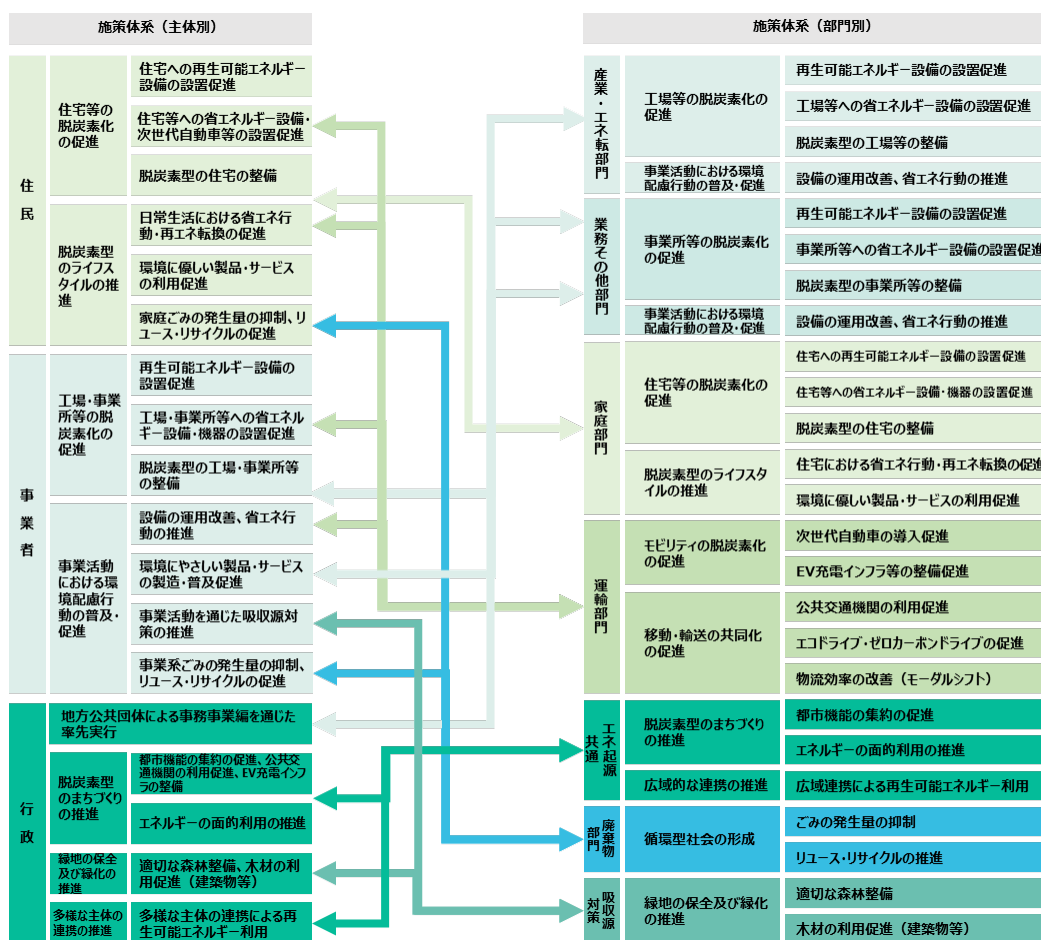 施策体系（主体別）
住民
住宅等の
脱炭素化
の促進
住宅への再生可能エネルギー
設備の設置促進
住宅等への省エネルギー設備・
次世代自動車等の設置促進
脱炭素型の住宅の整備
脱炭素型
のライフス
タイルの推
進
日常生活における省エネ行
動・再エネ転換の促進
環境に優しい製品・サービス
の利用促進
家庭ごみの発生量の抑制、リ
ユース・リサイクルの促進
事業者
工場・事業
所等の脱
炭素化の
促進
再生可能エネルギー設備の
設置促進
工場・事業所等への省エネル
ギー設備・機器の設置促進
脱炭素型の工場・事業所等
の整備
事業活動
における環
境配慮行
動の普及・
促進
設備の運用改善、省エネ行
動の推進
環境にやさしい製品・サービス
の製造・普及促進
事業活動を通じた吸収源対
策の推進
事業系ごみの発生量の抑制、
リユース・リサイクルの促進
行政
地方公共団体による事務事業編を通じた
率先実行
脱炭素型
のまちづくり
の推進
都市機能の集約の促進、公共交
通機関の利用促進、EV充電インフ
ラの整備
エネルギーの面的利用の推進
緑地の保全
及び緑化の
推進
適切な森林整備、木材の利
用促進（建築物等）
多様な主体の
連携の推進
多様な主体の連携による再
生可能エネルギー利用
施策体系（部門別）
産業・エネ転部門
工場等の脱炭素化の
促進
再生可能エネルギー設備の設置促進
工場等への省エネルギー設備の設置促進
脱炭素型の工場等の整備
事業活動における環境
配慮行動の普及・促進
設備の運用改善、省エネ行動の推進
業務その他部門
事業所等の脱炭素化
の促進
再生可能エネルギー設備の設置促進
事業所等への省エネルギー設備の設置促進
脱炭素型の事業所等の整備
事業活動における環境
配慮行動の普及・促進
設備の運用改善、省エネ行動の推進
家庭部門
住宅等の脱炭素化の
促進
住宅への再生可能エネルギー設備の設置促進
住宅等への省エネルギー設備・機器の設置促進
脱炭素型の住宅の整備
脱炭素型のライフスタ
イルの推進
住宅における省エネ行動・再エネ転換の促進
環境に優しい製品・サービスの利用促進
運輸部門
モビリティの脱炭素化
の促進
次世代自動車の導入促進
EV充電インフラ等の整備促進
移動・輸送の共同化
の促進
公共交通機関の利用促進
エコドライブ・ゼロカーボンドライブの促進
物流効率の改善（モーダルシフト）
エネ起源
共通
脱炭素型のまちづくり
の推進
都市機能の集約の促進
エネルギーの面的利用の推進
広域的な連携の推進
広域連携による再生可能エネルギー利用
廃棄物
部門
循環型社会の形成
ごみの発生量の抑制
リユース・リサイクルの推進
吸収源
対策
緑地の保全及び緑化
の推進
適切な森林整備
木材の利用促進（建築物等）